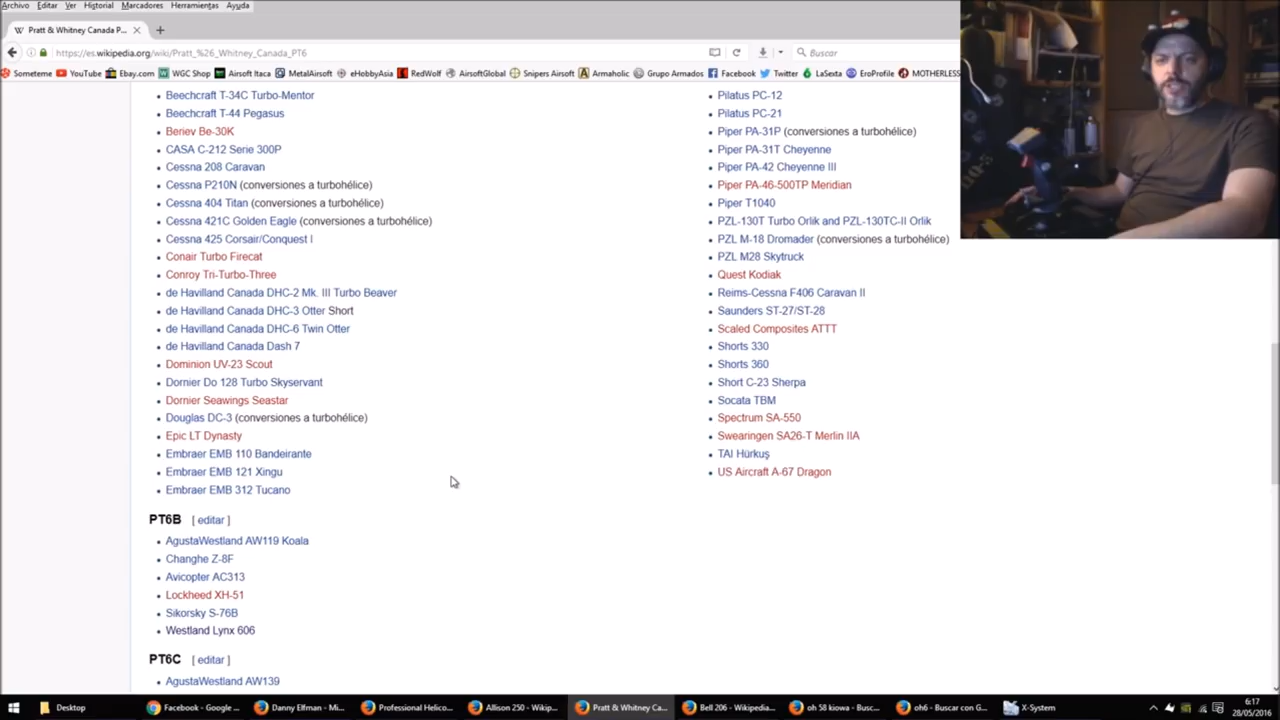 Archivo Editar Ver Historial Marcadores Herramientas Ayuda
W Pratt & Whitney Canada P...
https://es.wikipedia.org/wiki/Pratt_%26_Whitney_Canada_PT6
Buscar
Someteme YouTube Ebay.com WGC Shop Airsoft Itaca MetalAirsoft eHobbyAsia RedWolf AirsoftGlobal Snipers Airsoft Armaholic Grupo Armados Facebook Twitter LaSexta EroProfile MOTHERLESS
Beechcraft T-34C Turbo-Mentor
Beechcraft T-44 Pegasus
Beriev Be-30K
CASA C-212 Serie 300P
Cessna 208 Caravan
Cessna P210N (conversiones a turbohélice)
Cessna 404 Titan (conversiones a turbohélice)
Cessna 421C Golden Eagle (conversiones a turbohélice)
Cessna 425 Corsair/Conquest I
Conair Turbo Firecat
Conroy Tri-Turbo-Three
de Havilland Canada DHC-2 Mk. III Turbo Beaver
de Havilland Canada DHC-3 Otter Short
de Havilland Canada DHC-6 Twin Otter
de Havilland Canada Dash 7
Dominion UV-23 Scout
Dornier Do 128 Turbo Skyservant
Dornier Seawings Seastar
Douglas DC-3 (conversiones a turbohélice)
Epic LT Dynasty
Embraer EMB 110 Bandeirante
Embraer EMB 121 Xingu
Embraer EMB 312 Tucano
Pilatus PC-12
Pilatus PC-21
Piper PA-31P (conversiones a turbohélice)
Piper PA-31T Cheyenne
Piper PA-42 Cheyenne III
Piper PA-46-500TP Meridian
Piper T1040
PZL-130T Turbo Orlik and PZL-130TC-II Orlik
PZL M-18 Dromader (conversiones a turbohélice)
PZL M28 Skytruck
Quest Kodiak
Reims-Cessna F406 Caravan II
Saunders ST-27/ST-28
Scaled Composites ATTT
Shorts 330
Shorts 360
Short C-23 Sherpa
Socata TBM
Spectrum SA-550
Swearingen SA26-T Merlin IIA
TAI Hürkuş
US Aircraft A-67 Dragon
PT6B [ editar ]
AgustaWestland AW119 Koala
Changhe Z-8F
Avicopter AC313
Lockheed XH-51
Sikorsky S-76B
Westland Lynx 606
PT6C [ editar ]
AgustaWestland AW139
Desktop Facebook - Google ... Danny Elfman - Mi... Professional Helico... Allison 250 - Wikip... Pratt & Whitney Ca... Bell 206 - Wikipedi... oh 58 kiowa - Busc... oh6 - Buscar con G... X-System 6:17
28/05/2016